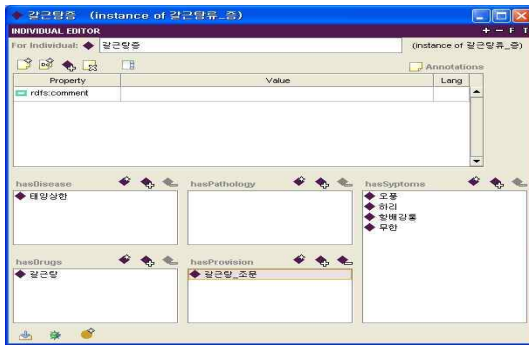 갈근탕증 (instance of 갈근탕류_증)
INDIVIDUAL EDITOR + − F T
For Individual: 갈근탕증 (instance of 갈근탕류_증)
Annotations
Property Value Lang
rdfs:comment
hasDisease hasPathology hasSyptoms
태양상한
오풍
하리
항배강통
무한
hasDrugs hasProvision
갈근탕 갈근탕_조문